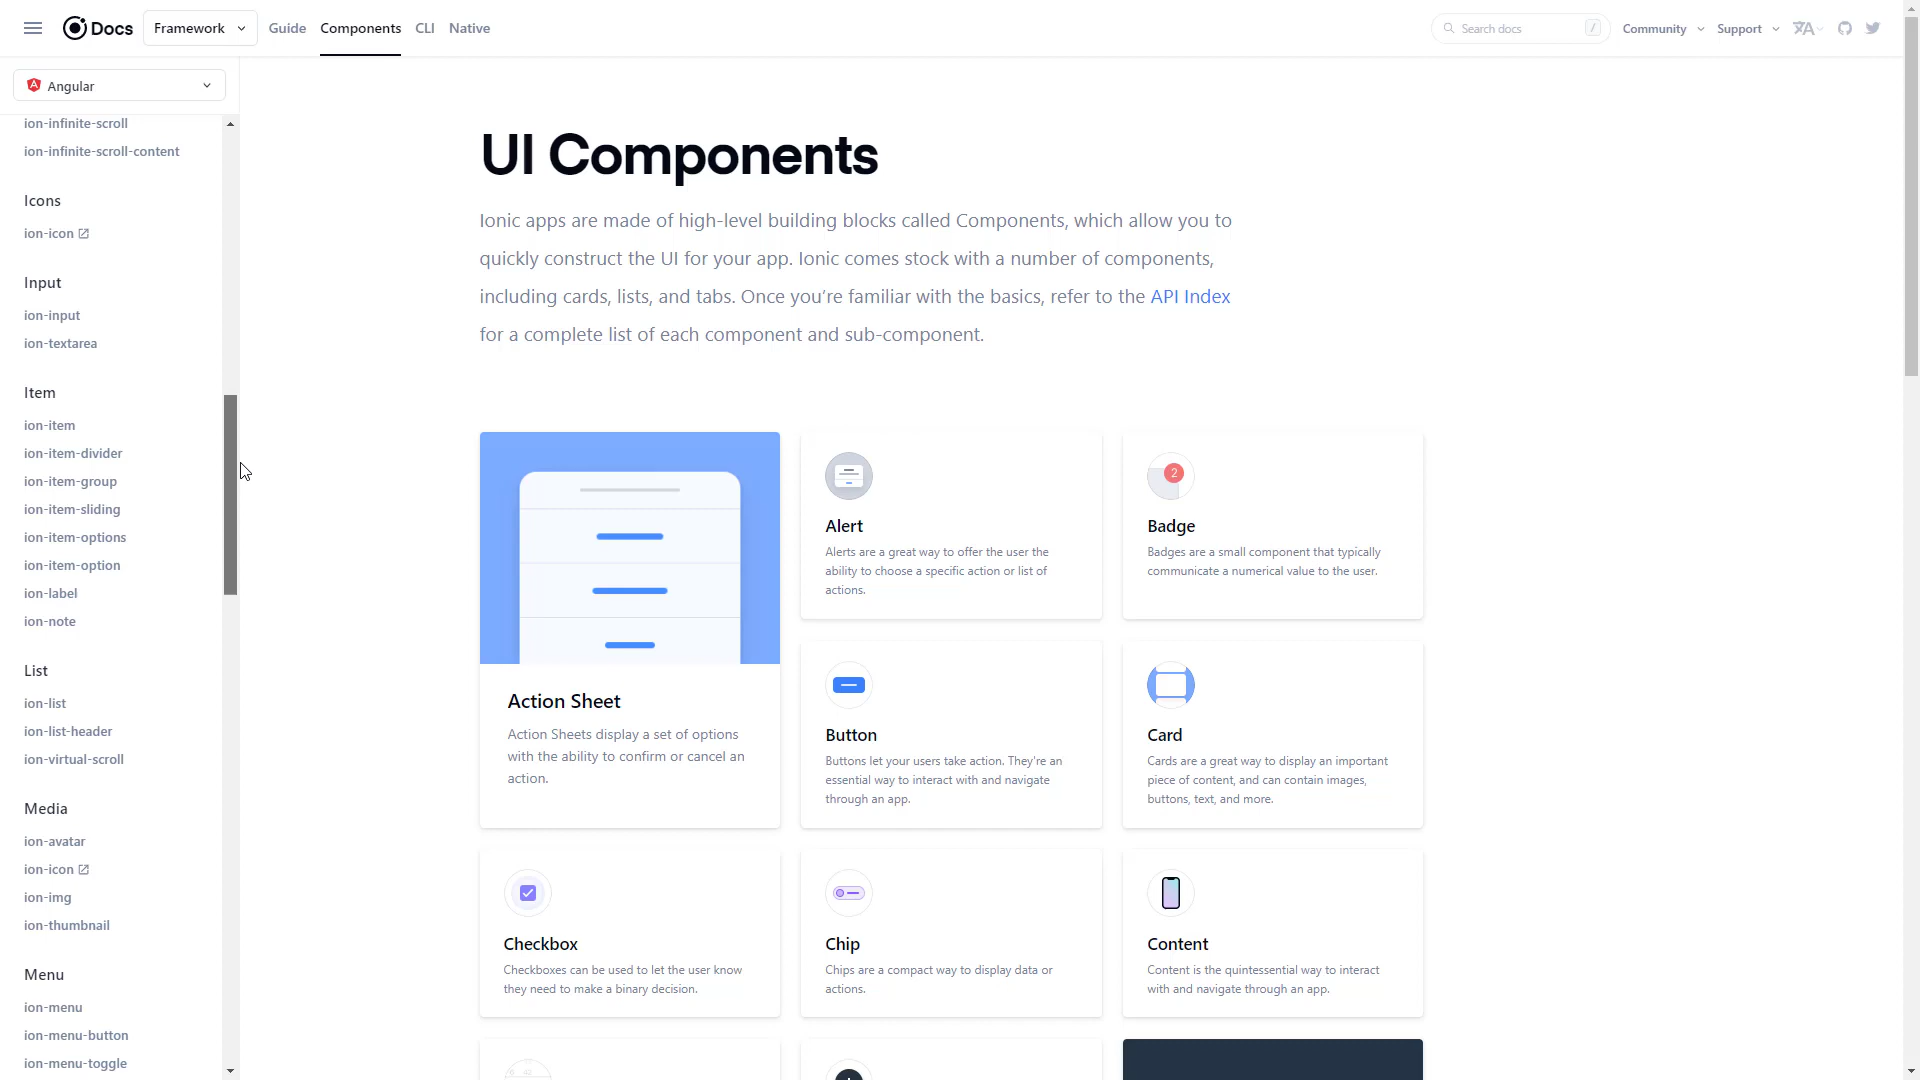 Docs
Framework
Guide
Components
CLI
Native
Search docs
/
Community
Support
Angular
ion-infinite-scroll
ion-infinite-scroll-content
Icons
ion-icon
Input
ion-input
ion-textarea
Item
ion-item
ion-item-divider
ion-item-group
ion-item-sliding
ion-item-options
ion-item-option
ion-label
ion-note
List
ion-list
ion-list-header
ion-virtual-scroll
Media
ion-avatar
ion-icon
ion-img
ion-thumbnail
Menu
ion-menu
ion-menu-button
ion-menu-toggle
UI Components
Ionic apps are made of high-level building blocks called Components, which allow you to
quickly construct the UI for your app. Ionic comes stock with a number of components,
including cards, lists, and tabs. Once you’re familiar with the basics, refer to the API Index
for a complete list of each component and sub-component.
Action Sheet
Action Sheets display a set of options
with the ability to confirm or cancel an
action.
Alert
Alerts are a great way to offer the user the
ability to choose a specific action or list of
actions.
2
Badge
Badges are a small component that typically
communicate a numerical value to the user.
Button
Buttons let your users take action. They're an
essential way to interact with and navigate
through an app.
Card
Cards are a great way to display an important
piece of content, and can contain images,
buttons, text, and more.
Checkbox
Checkboxes can be used to let the user know
they need to make a binary decision.
Chip
Chips are a compact way to display data or
actions.
Content
Content is the quintessential way to interact
with and navigate through an app.